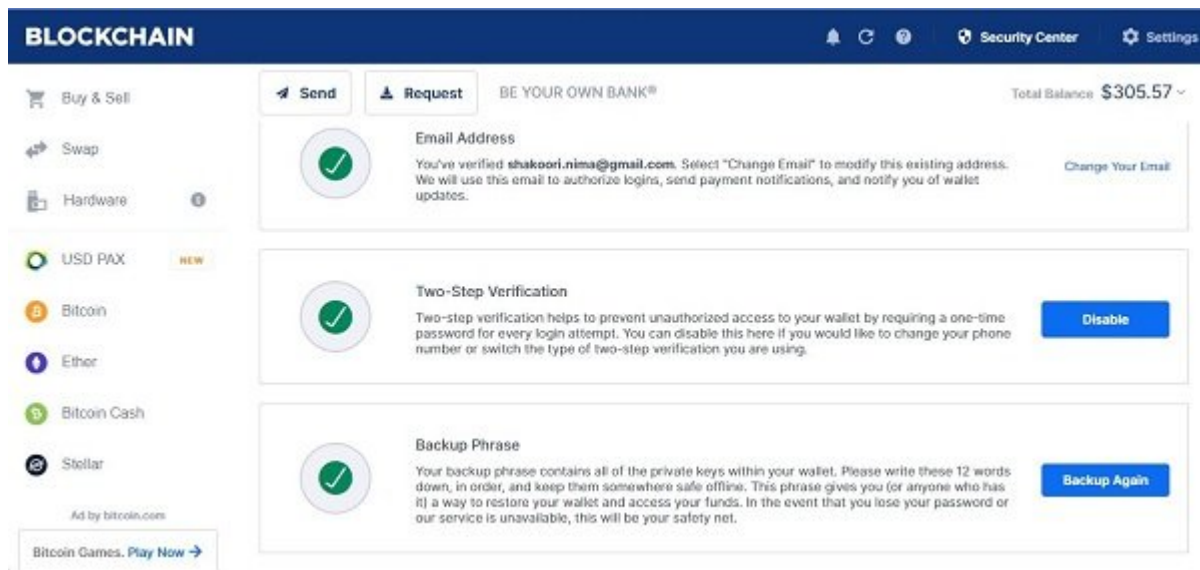 BLOCKCHAIN
Security Center
Settings
Buy & Sell
Swap
Hardware
USD PAX
NEW
Bitcoin
Ether
Bitcoin Cash
Stellar
Ad by bitcoin.com
Bitcoin Games. Play Now →
Send
Request
BE YOUR OWN BANK®
Total Balance $305.57
Email Address
You've verified shakoori.nima@gmail.com. Select "Change Email" to modify this existing address.
We will use this email to authorize logins, send payment notifications, and notify you of wallet
updates.
Change Your Email
Two-Step Verification
Two-step verification helps to prevent unauthorized access to your wallet by requiring a one-time
password for every login attempt. You can disable this here if you would like to change your phone
number or switch the type of two-step verification you are using.
Disable
Backup Phrase
Your backup phrase contains all of the private keys within your wallet. Please write these 12 words
down, in order, and keep them somewhere safe offline. This phrase gives you (or anyone who has
it) a way to restore your wallet and access your funds. In the event that you lose your password or
our service is unavailable, this will be your safety net.
Backup Again